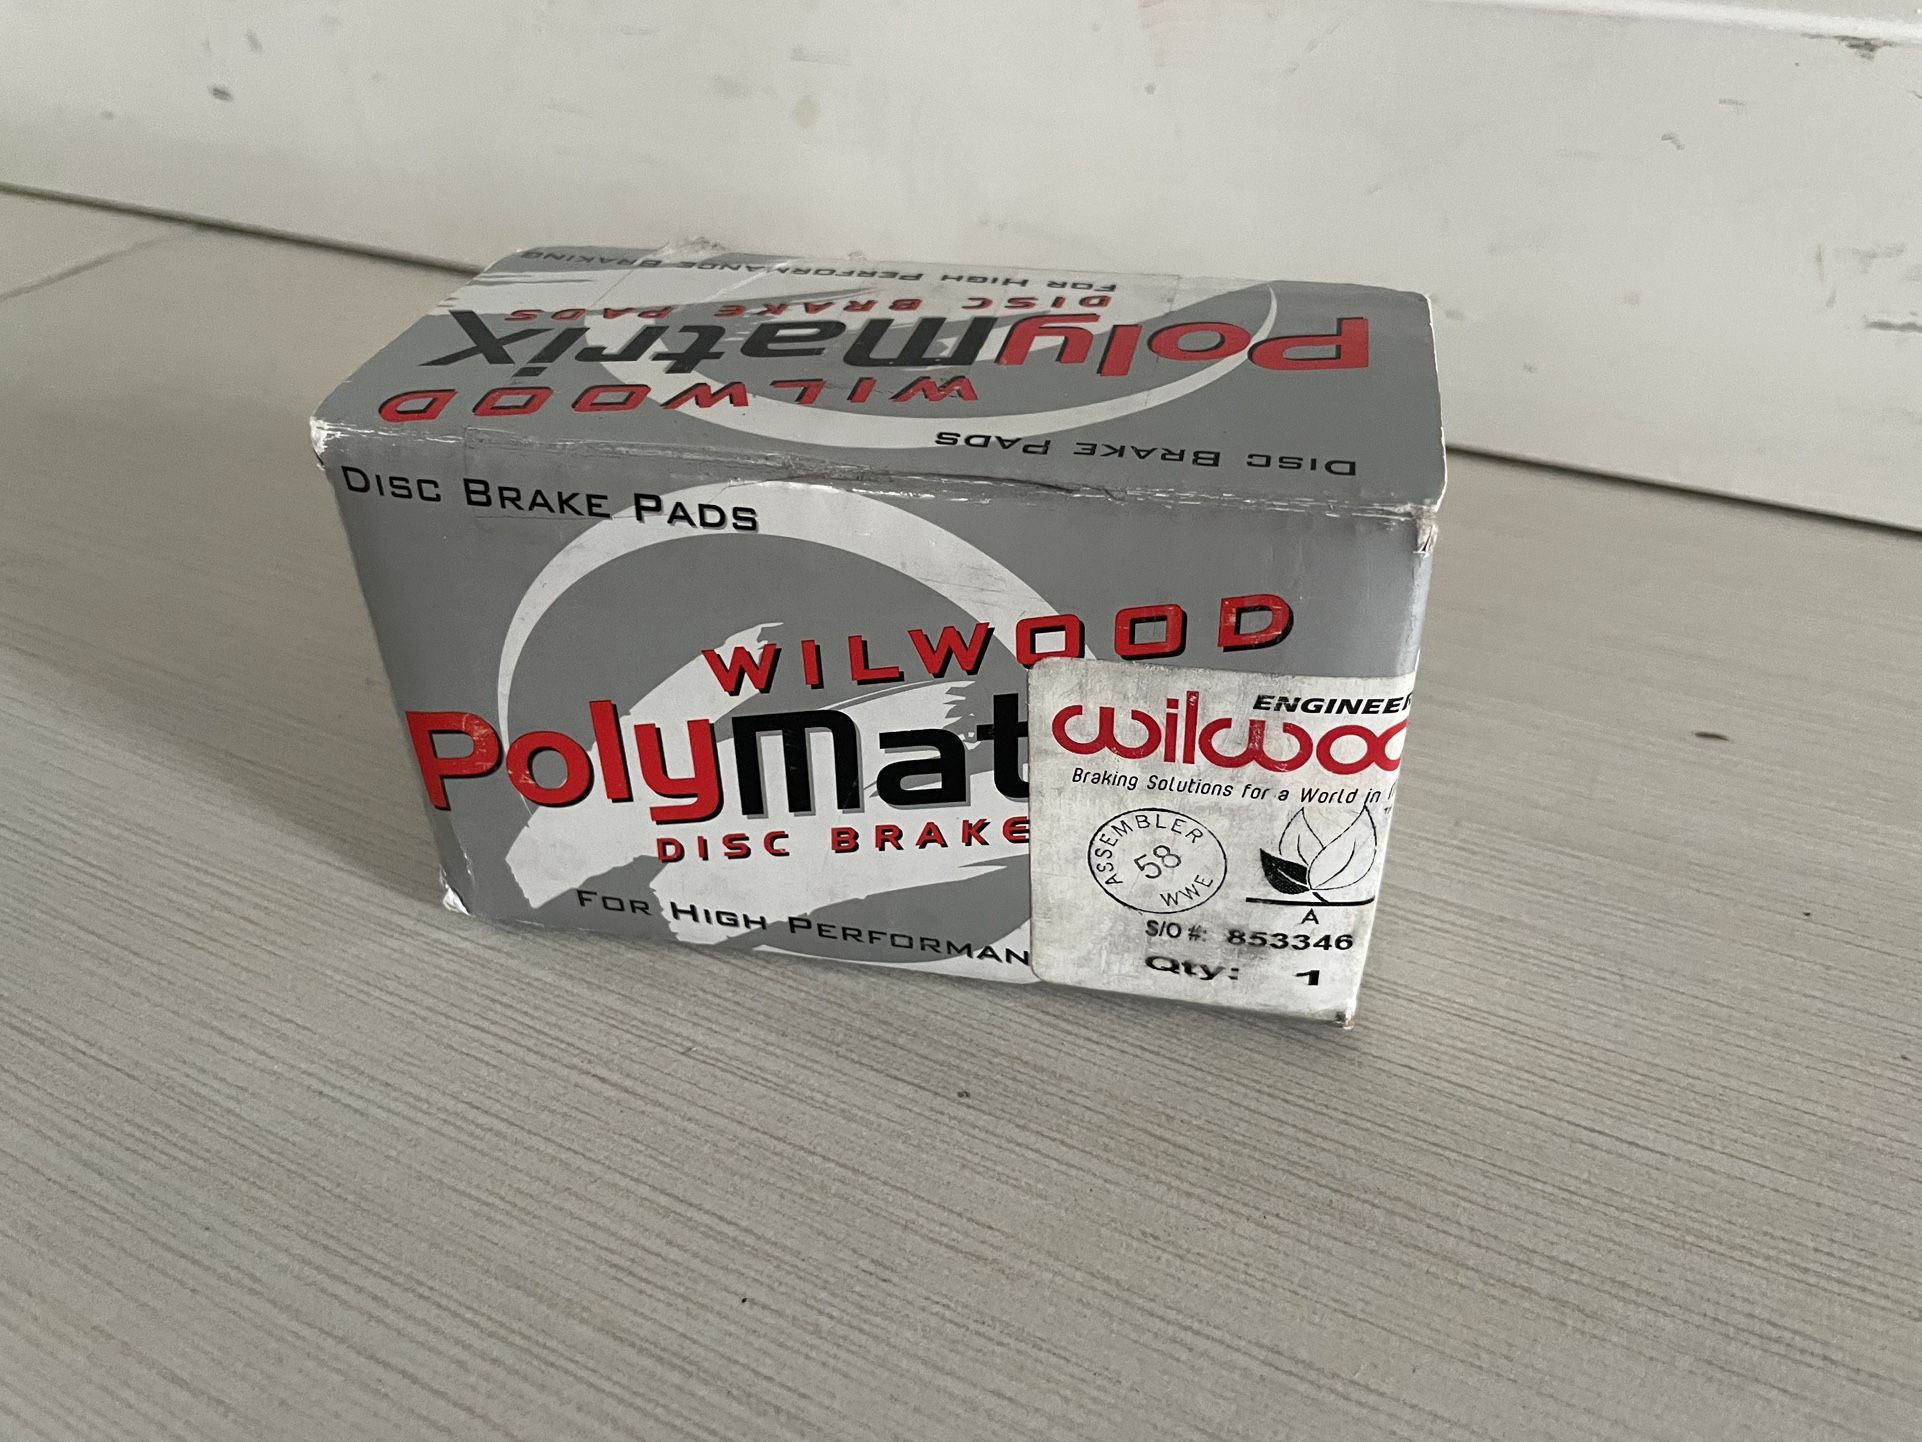 FOR HIGH PERFORMANCE BRAKING
DISC BRAKE PADS
PolyMatrix
WILWOOD
DISC BRAKE PADS
DISC BRAKE PADS
WILWOOD
PolyMat
DISC BRAKE
FOR HIGH PERFORMAN
ENGINEER
wilwoo
Braking Solutions for a World in
ASSEMBLER
58
WWE
A
S/O #: 853346
Qty: 1